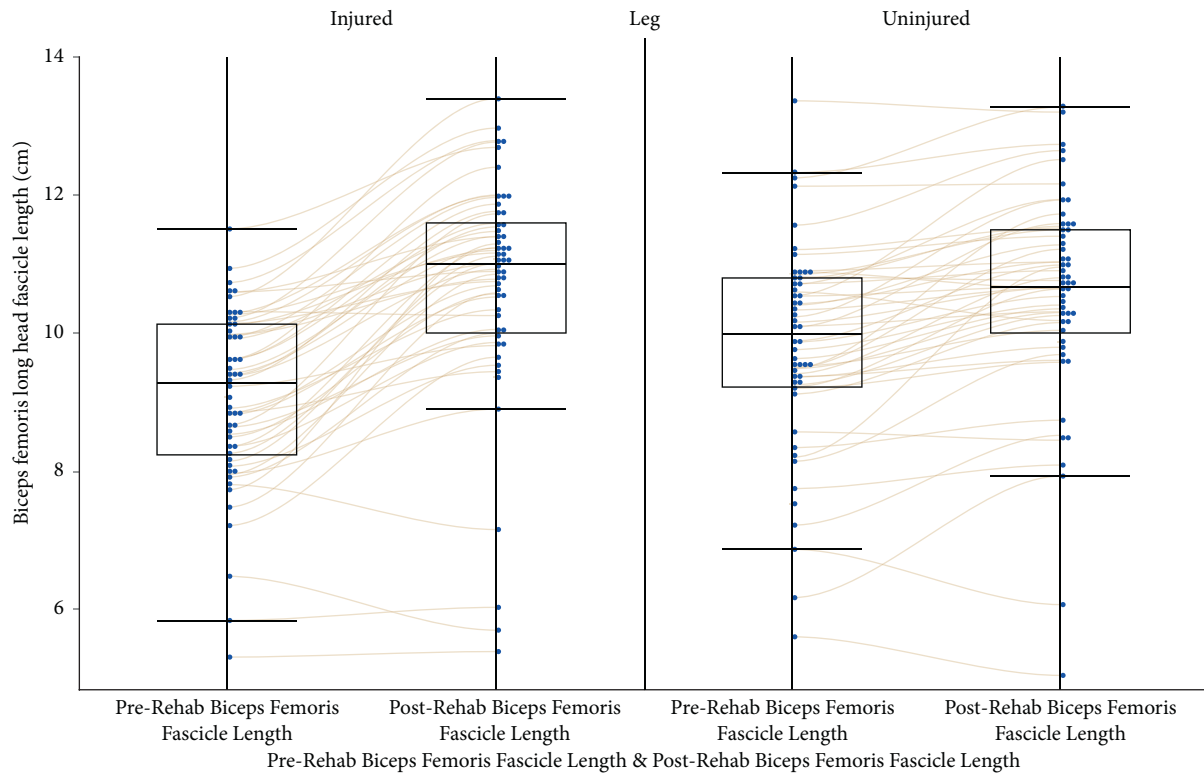 Injured Leg Uninjured
Biceps femoris long head fascicle length (cm)
14
12
10
8
6
Pre-Rehab Biceps Femoris Fascicle Length
Post-Rehab Biceps Femoris Fascicle Length
Pre-Rehab Biceps Femoris Fascicle Length
Post-Rehab Biceps Femoris Fascicle Length
Pre-Rehab Biceps Femoris Fascicle Length & Post-Rehab Biceps Femoris Fascicle Length